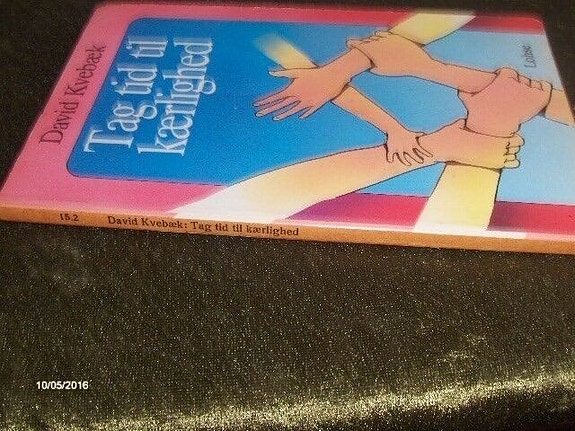 David Kvebæk
Tag tid til
kærlighed
Lohse
15.2 David Kvebæk: Tag tid til kærlighed
10/05/2016